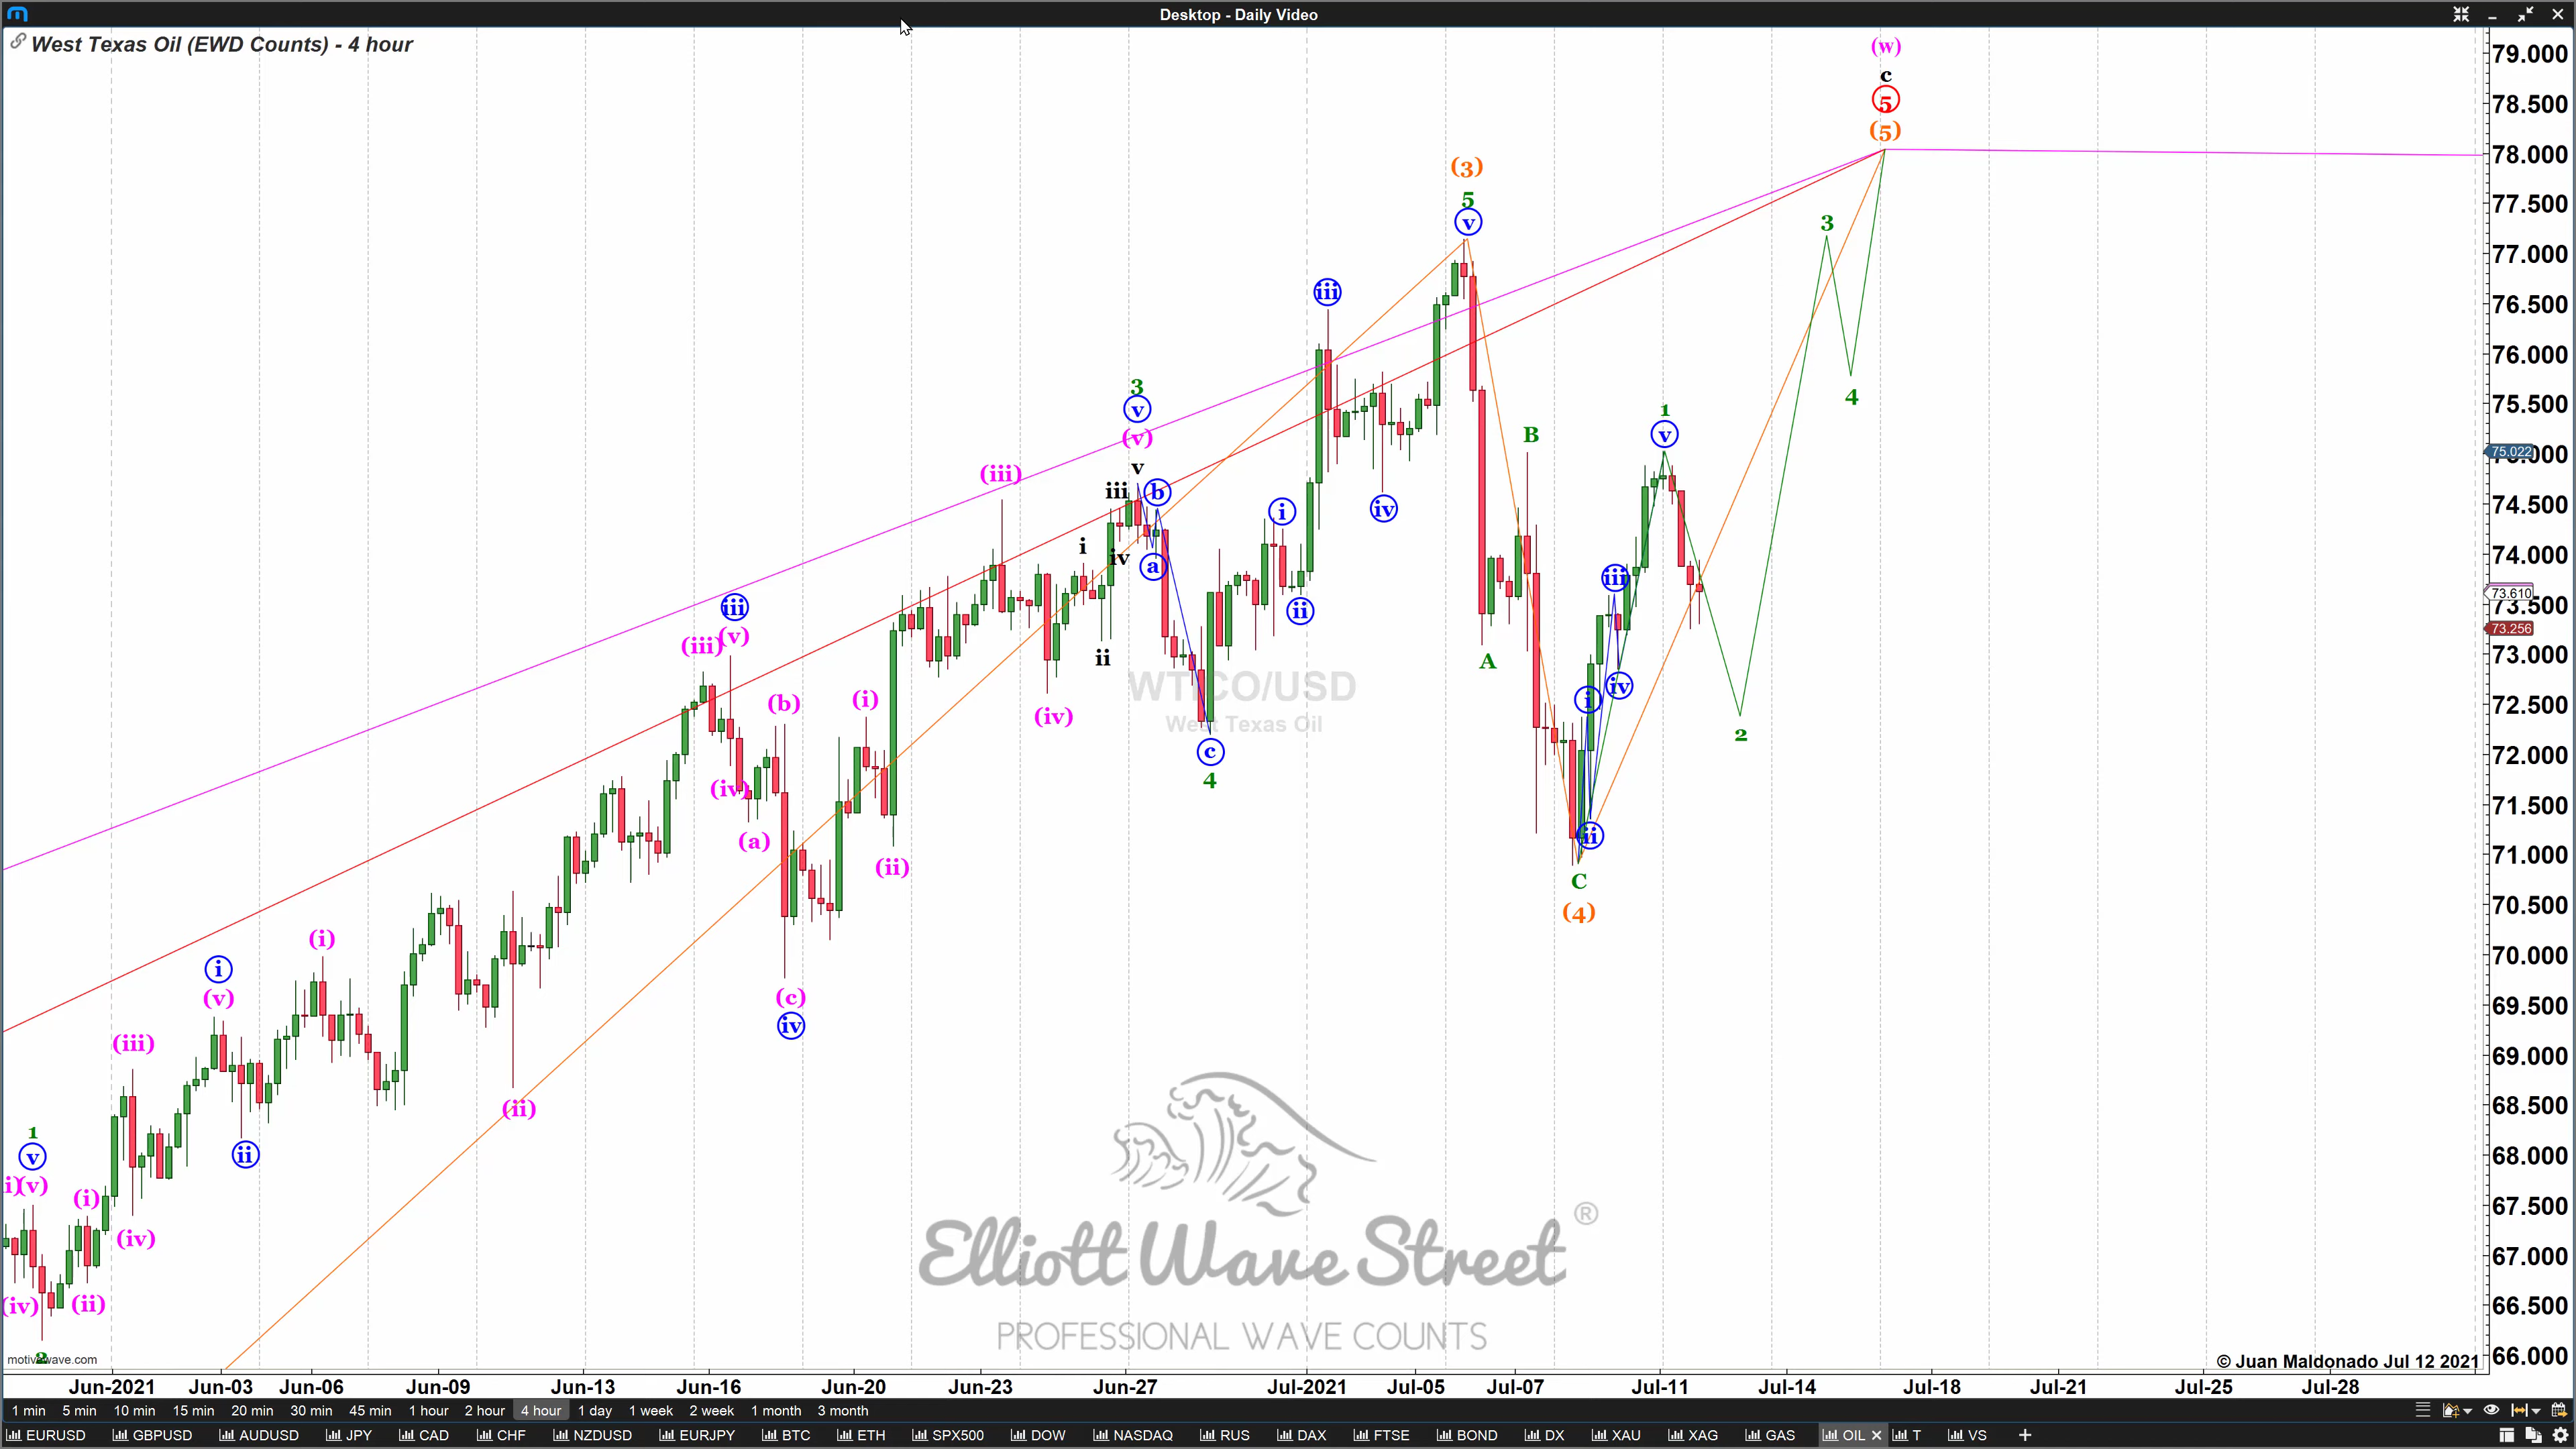 Desktop - Daily Video
West Texas Oil (EWD Counts) - 4 hour
(w)
c
5
(5)
(3)
5
v
iii
3
v
(v)
v
iii
b
i
iv
a
ii
(iii)
(iv)
i
ii
iv
B
A
1
v
iii
i
iv
ii
C
(4)
3
4
2
iii
(iii)
(v)
(b)
(i)
(iv)
(a)
(ii)
c
4
(c)
iv
(i)
i
(v)
(iii)
(ii)
ii
1
v
i)(v)
(i)
(iv)
(iv)
(ii)
2
WTICO/USD
West Texas Oil
Elliott Wave Street ®
PROFESSIONAL WAVE COUNTS
motivewave.com
© Juan Maldonado Jul 12 2021
79.000
78.500
78.000
77.500
77.000
76.500
76.000
75.500
75.022
74.500
74.000
73.610
73.500
73.256
73.000
72.500
72.000
71.500
71.000
70.500
70.000
69.500
69.000
68.500
68.000
67.500
67.000
66.500
66.000
Jun-2021 Jun-03 Jun-06 Jun-09 Jun-13 Jun-16 Jun-20 Jun-23 Jun-27 Jul-2021 Jul-05 Jul-07 Jul-11 Jul-14 Jul-18 Jul-21 Jul-25 Jul-28
1 min 5 min 10 min 15 min 20 min 30 min 45 min 1 hour 2 hour 4 hour 1 day 1 week 2 week 1 month 3 month
EURUSD GBPUSD AUDUSD JPY CAD CHF NZDUSD EURJPY BTC ETH SPX500 DOW NASDAQ RUS DAX FTSE BOND DX XAU XAG GAS OIL T VS